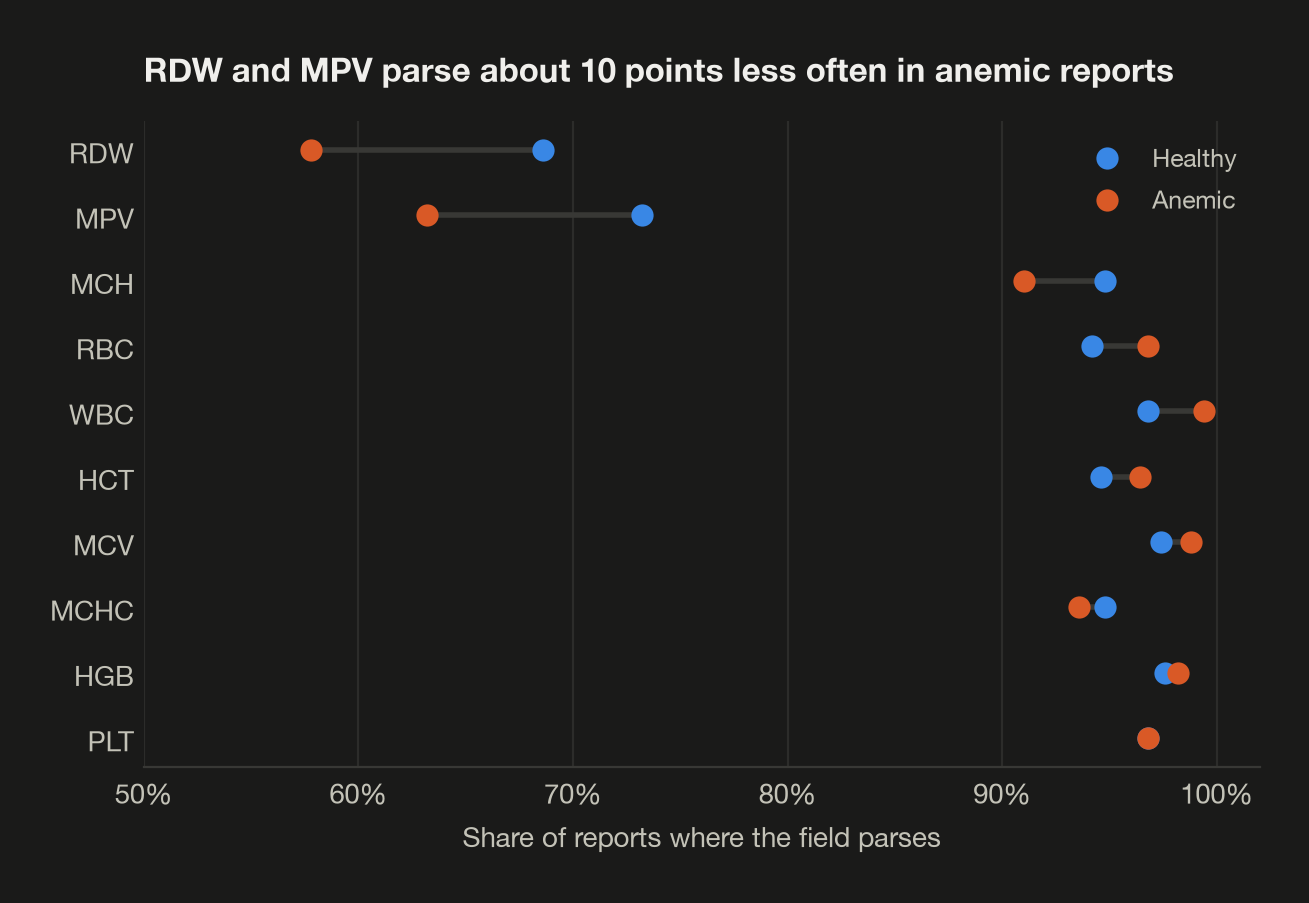 RDW and MPV parse about 10 points less often in anemic reports
RDW
MPV
MCH
RBC
WBC
HCT
MCV
MCHC
HGB
PLT
Healthy
Anemic
50% 60% 70% 80% 90% 100%
Share of reports where the field parses